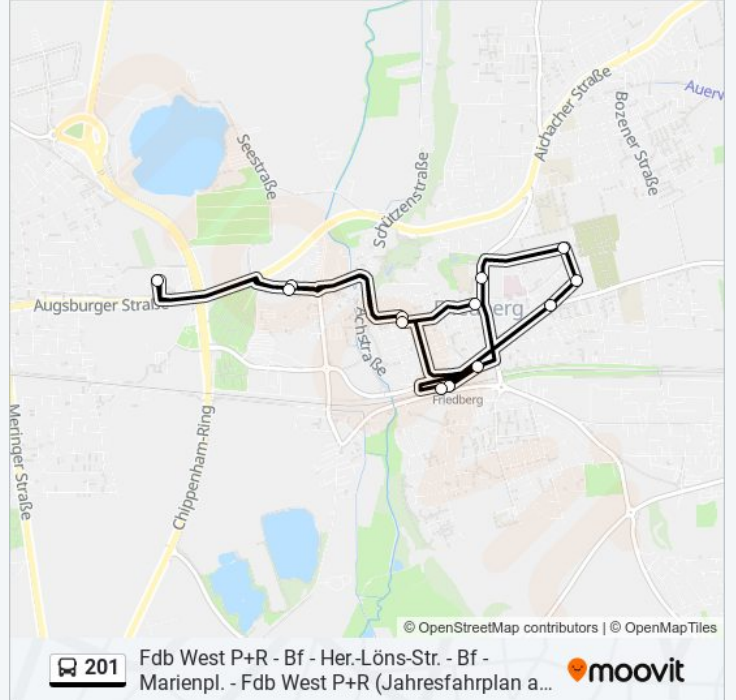 Aichacher Straße
Auerv
Bozener Straße
Seestraße
Schützenstraße
Augsburger Straße
Achstraße
Friedberg
Meringer Straße
Chippenham-Ring
© OpenStreetMap contributors | © OpenMapTiles
201
Fdb West P+R - Bf - Her.-Löns-Str. - Bf -
Marienpl. - Fdb West P+R (Jahresfahrplan a...
moovit